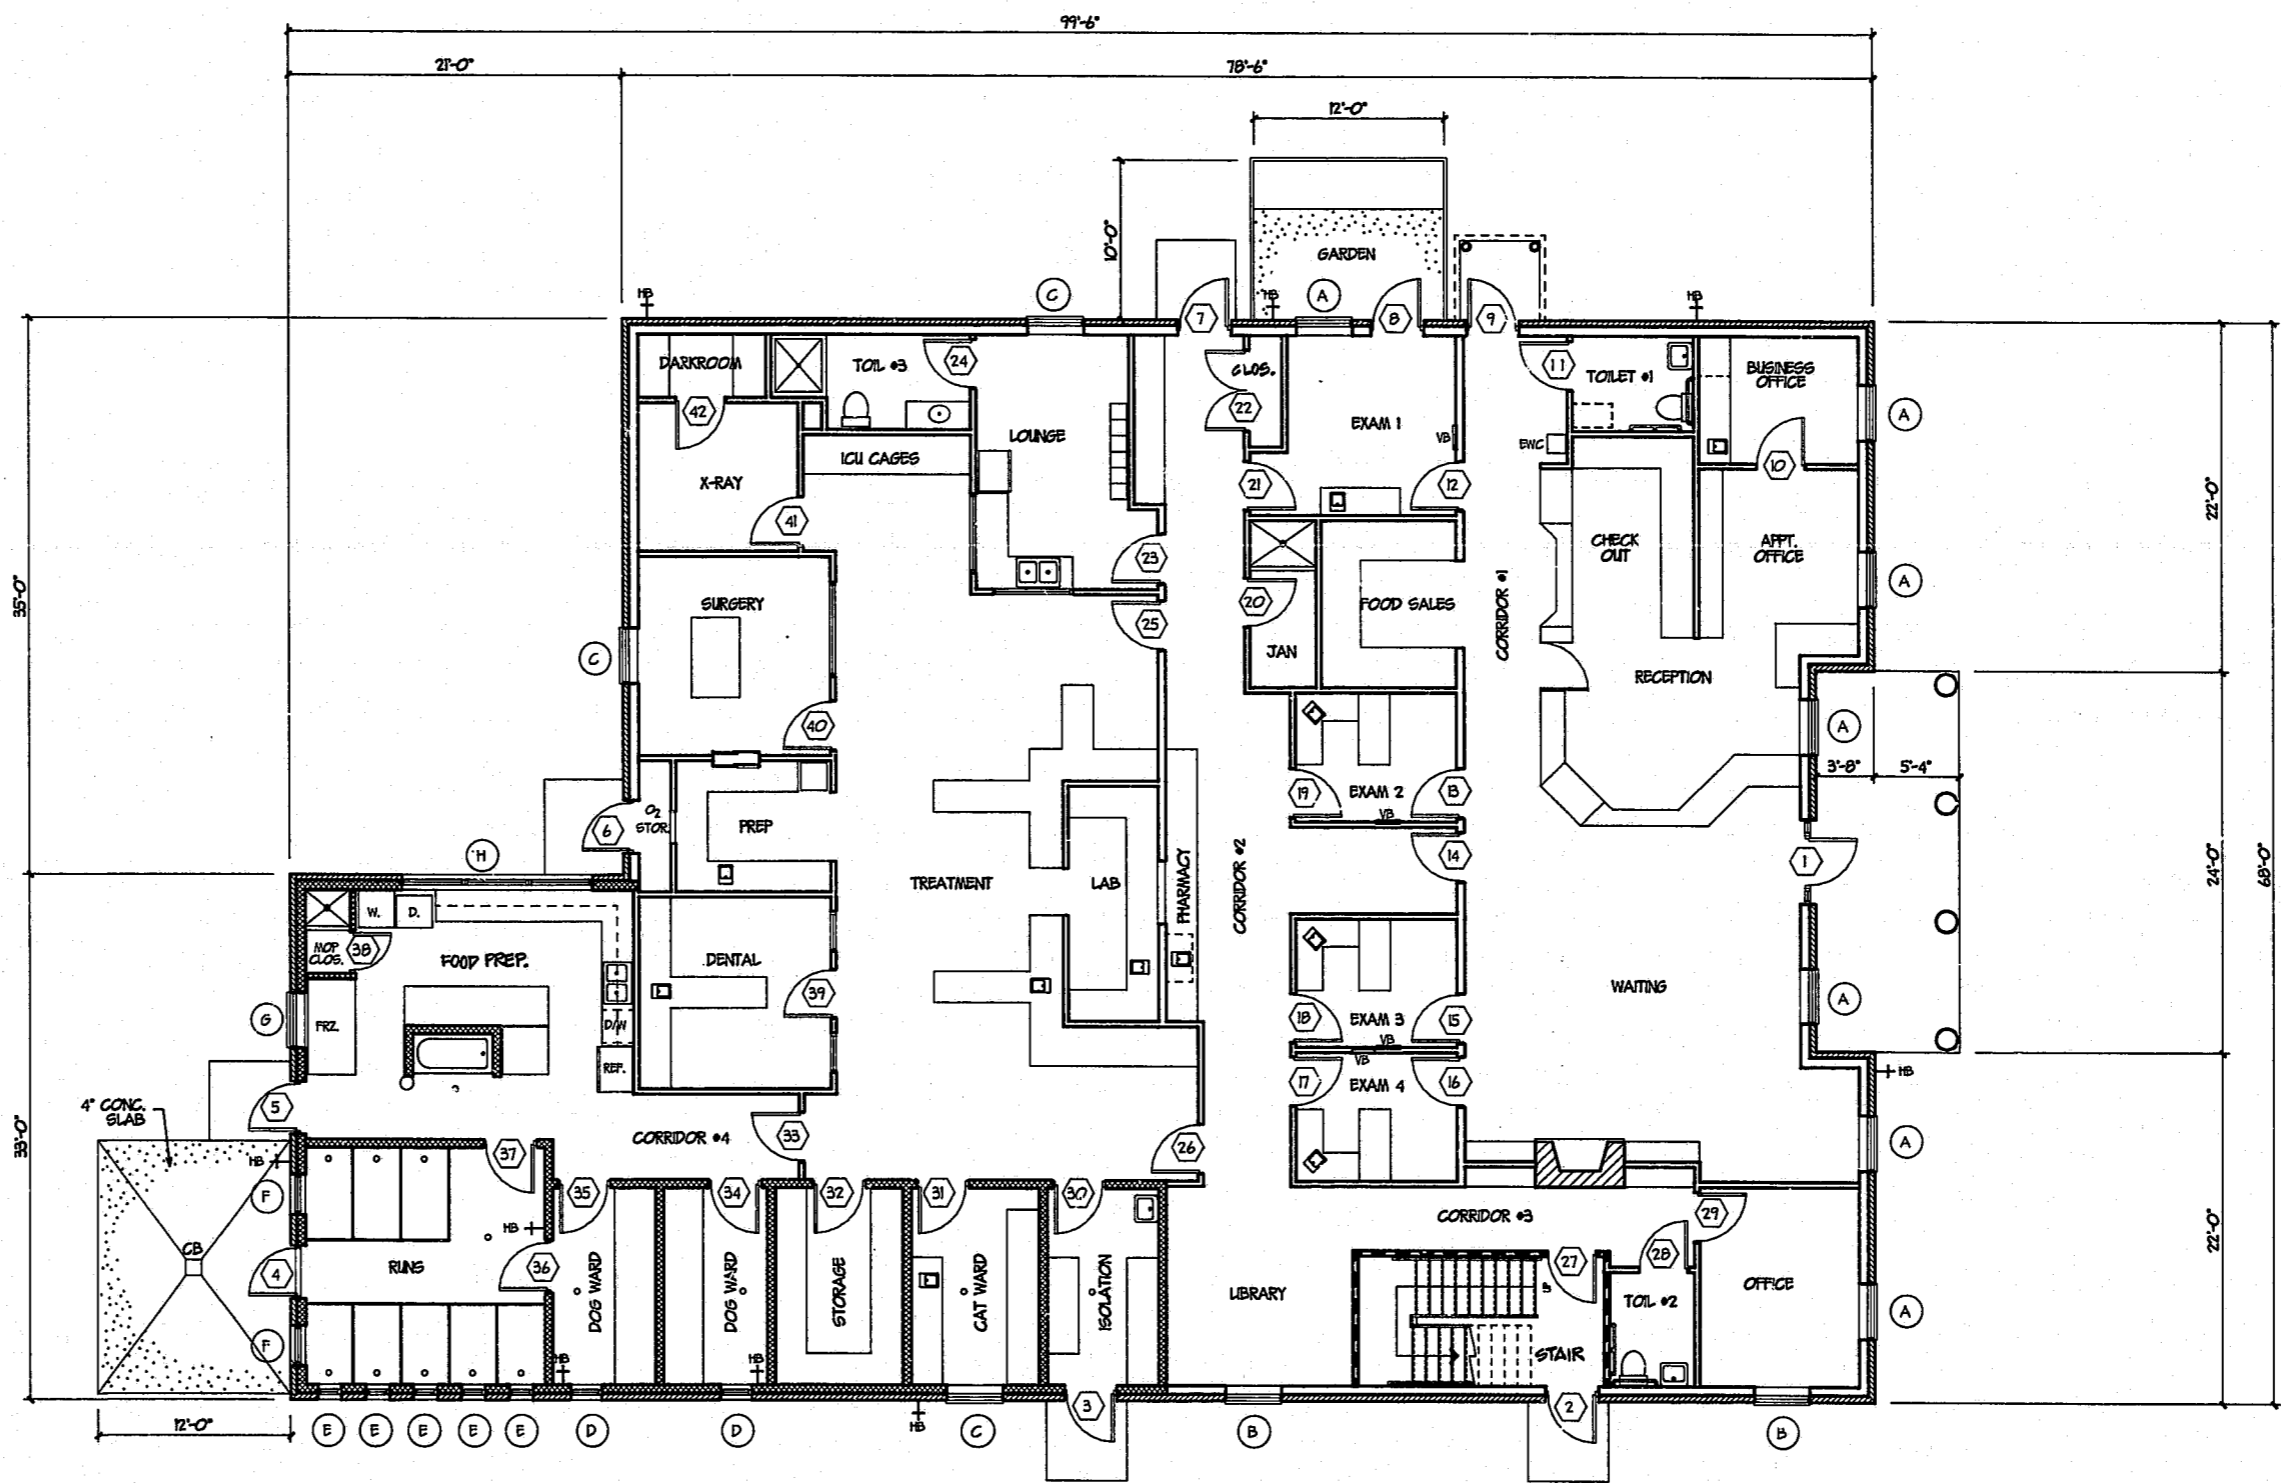 99'-6"
21'-0"
78'-6"
12'-0"
10'-0"
GARDEN
HB
C
7
HB
A
8
9
HB
DARKROOM
TOIL #3
24
CLOS.
11
TOILET #1
BUSINESS
OFFICE
42
22
A
LOUNGE
EXAM 1
VB
EWC
ICU CAGES
10
X-RAY
21
12
22'-0"
41
CHECK
OUT
APPT.
OFFICE
23
A
35'-0"
SURGERY
20
FOOD SALES
CORRIDOR #1
25
C
JAN
RECEPTION
40
A
3'-8"
5'-4"
19
EXAM 2
13
VB
6
O2
STOR.
PREP
H
14
1
TREATMENT
LAB
PHARMACY
CORRIDOR #2
24'-0"
68'-0"
W.
D.
MOP
CLOS.
38
FOOD PREP.
DENTAL
39
WAITING
A
G
FRZ.
D/W
18
EXAM 3
15
VB
VB
REF.
17
EXAM 4
16
HB
4" CONC.
SLAB
5
33'-0"
CORRIDOR #4
33
26
A
HB
37
F
35
34
32
31
30
29
CORRIDOR #3
HB
CB
4
RUNS
36
28
27
22'-0"
DOG WARD
DOG WARD
STORAGE
CAT WARD
ISOLATION
LIBRARY
OFFICE
TOIL #2
A
F
STAIR
HB
HB
12'-0"
E
E
E
E
E
D
D
HB
C
3
B
2
B